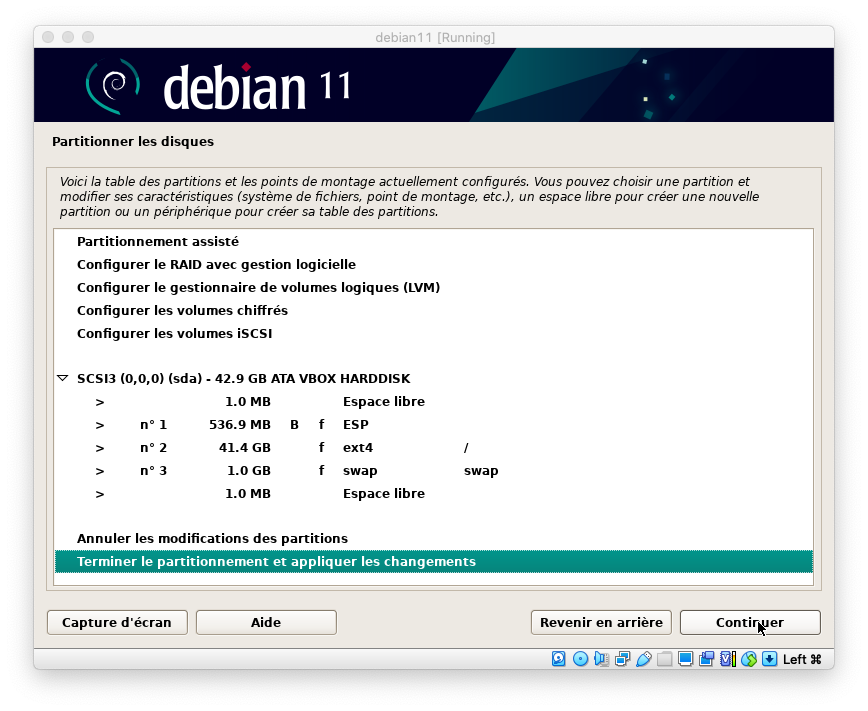 debian11 [Running]
debian 11
Partitionner les disques
Voici la table des partitions et les points de montage actuellement configurés. Vous pouvez choisir une partition et
modifier ses caractéristiques (système de fichiers, point de montage, etc.), un espace libre pour créer une nouvelle
partition ou un périphérique pour créer sa table des partitions.
Partitionnement assisté
Configurer le RAID avec gestion logicielle
Configurer le gestionnaire de volumes logiques (LVM)
Configurer les volumes chiffrés
Configurer les volumes iSCSI
SCSI3 (0,0,0) (sda) - 42.9 GB ATA VBOX HARDDISK
> 1.0 MB Espace libre
> n° 1 536.9 MB B f ESP
> n° 2 41.4 GB f ext4 /
> n° 3 1.0 GB f swap swap
> 1.0 MB Espace libre
Annuler les modifications des partitions
Terminer le partitionnement et appliquer les changements
Capture d'écran Aide Revenir en arrière Continuer
Left ⌘